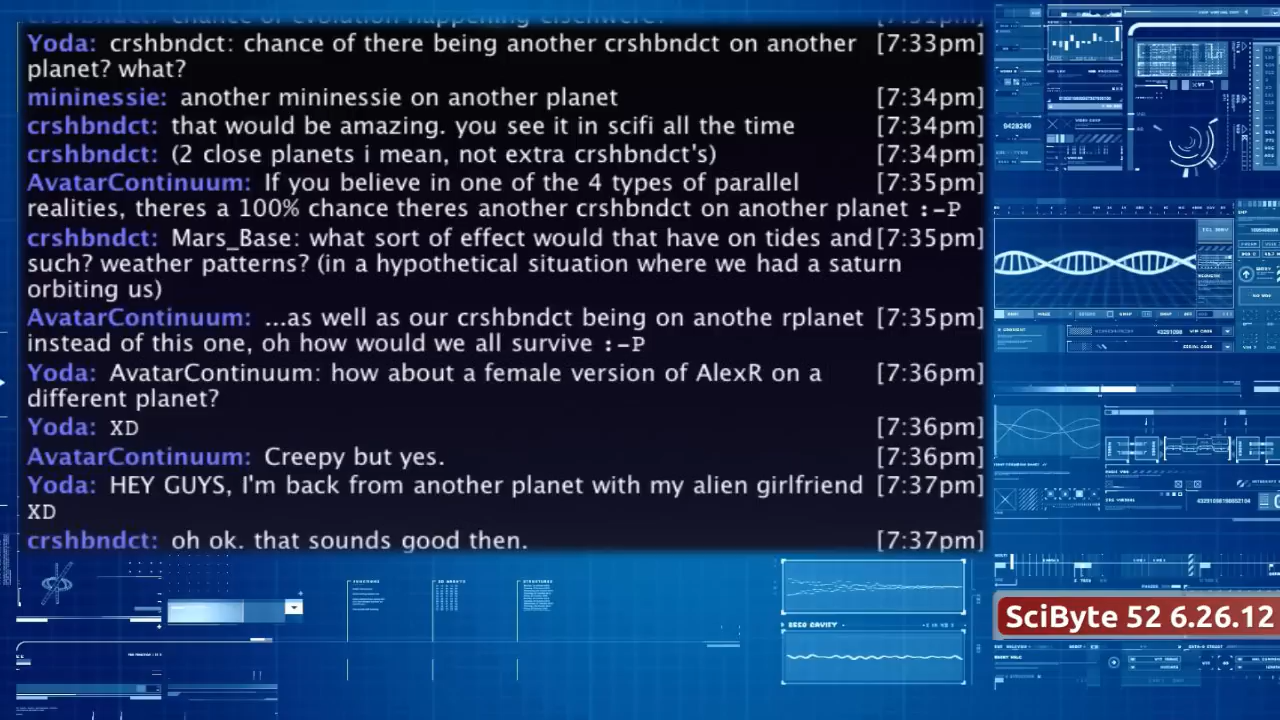 Yoda: crshbndct: chance of there being another crshbndct on another [7:33pm]
planet? what?
mininessie: another mininessie on another planet [7:34pm]
crshbndct: that would be amazing. you see it in scifi all the time [7:34pm]
crshbndct: (2 close planets i mean, not extra crshbndct's) [7:34pm]
AvatarContinuum: If you believe in one of the 4 types of parallel [7:35pm]
realities, theres a 100% chance theres another crshbndct on another planet :-P
crshbndct: Mars_Base: what sort of effect would that have on tides and [7:35pm]
such? weather patterns? (in a hypothetical situation where we had a saturn
orbiting us)
AvatarContinuum: ...as well as our crshbndct being on anothe rplanet [7:35pm]
instead of this one, oh how would we all survive :-P
Yoda: AvatarContinuum: how about a female version of AlexR on a [7:36pm]
different planet?
Yoda: XD [7:36pm]
AvatarContinuum: Creepy but yes. [7:36pm]
Yoda: HEY GUYS, I'm back from another planet with my alien girlfriend [7:37pm]
XD
crshbndct: oh ok. that sounds good then. [7:37pm]
9428249
SciByte 52 6.26.12